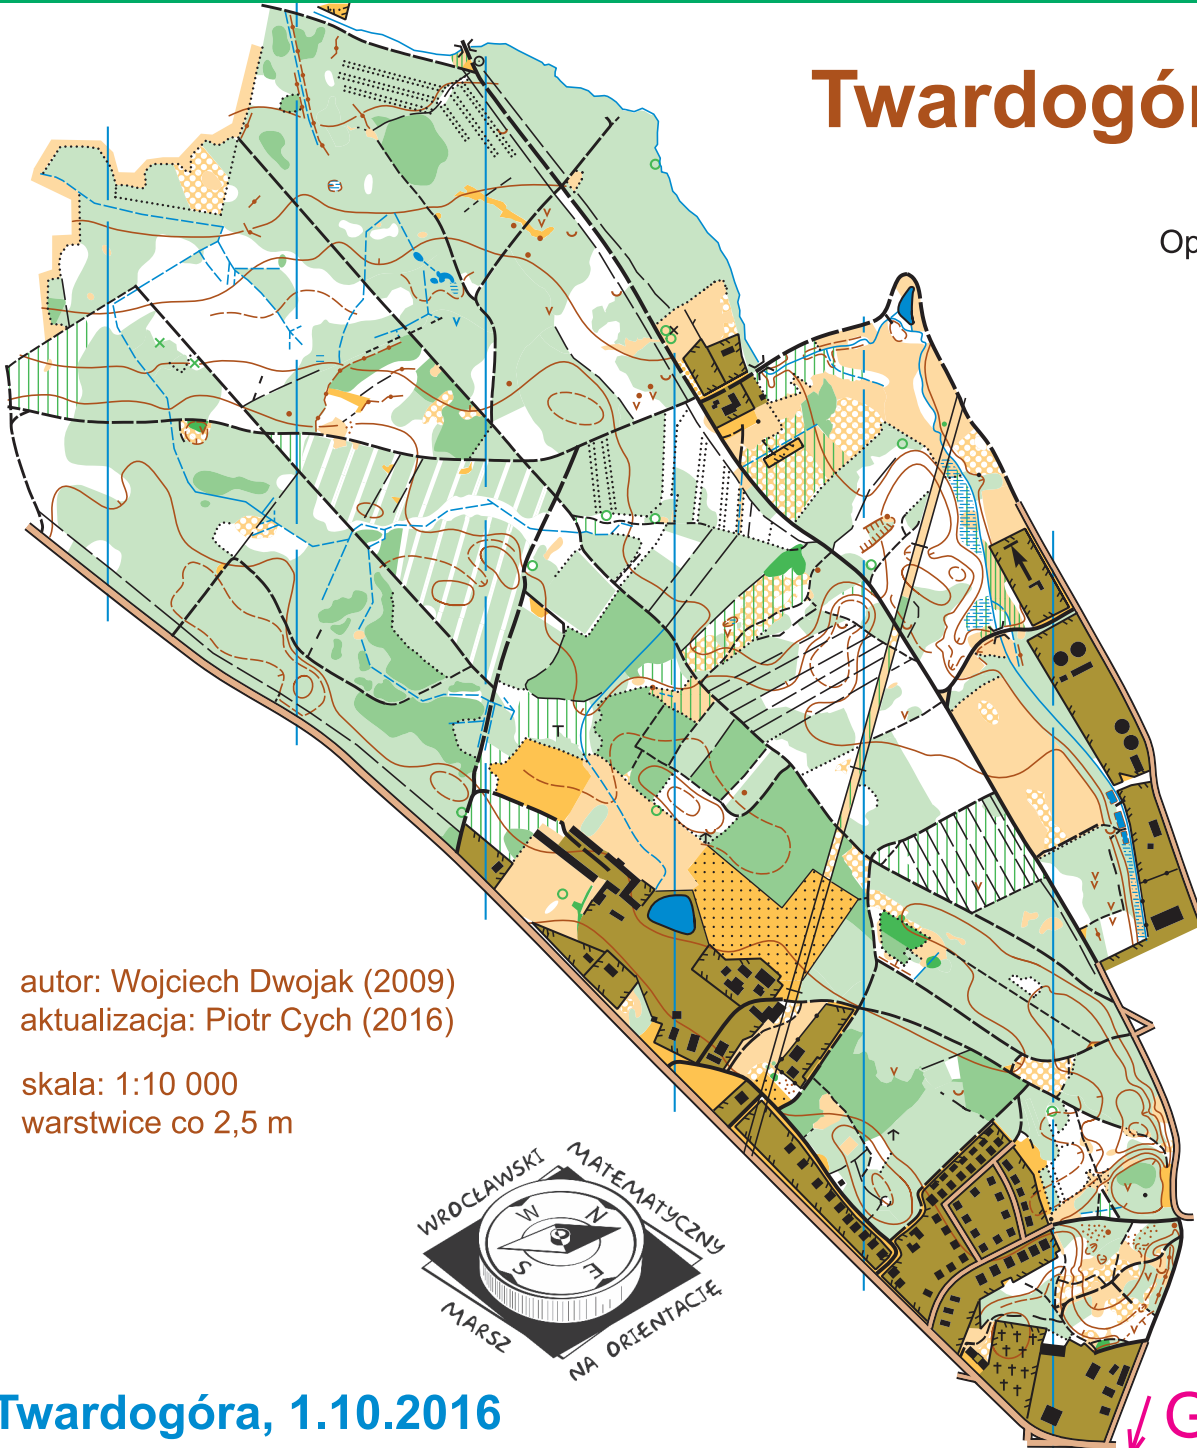 Twardogór
Op
autor: Wojciech Dwojak (2009)
aktualizacja: Piotr Cych (2016)
skala: 1:10 000
warstwice co 2,5 m
WROCŁAWSKI
MATEMATYCZNY
W
N
S
E
MARSZ
NA ORIENTACJĘ
Twardogóra, 1.10.2016
G